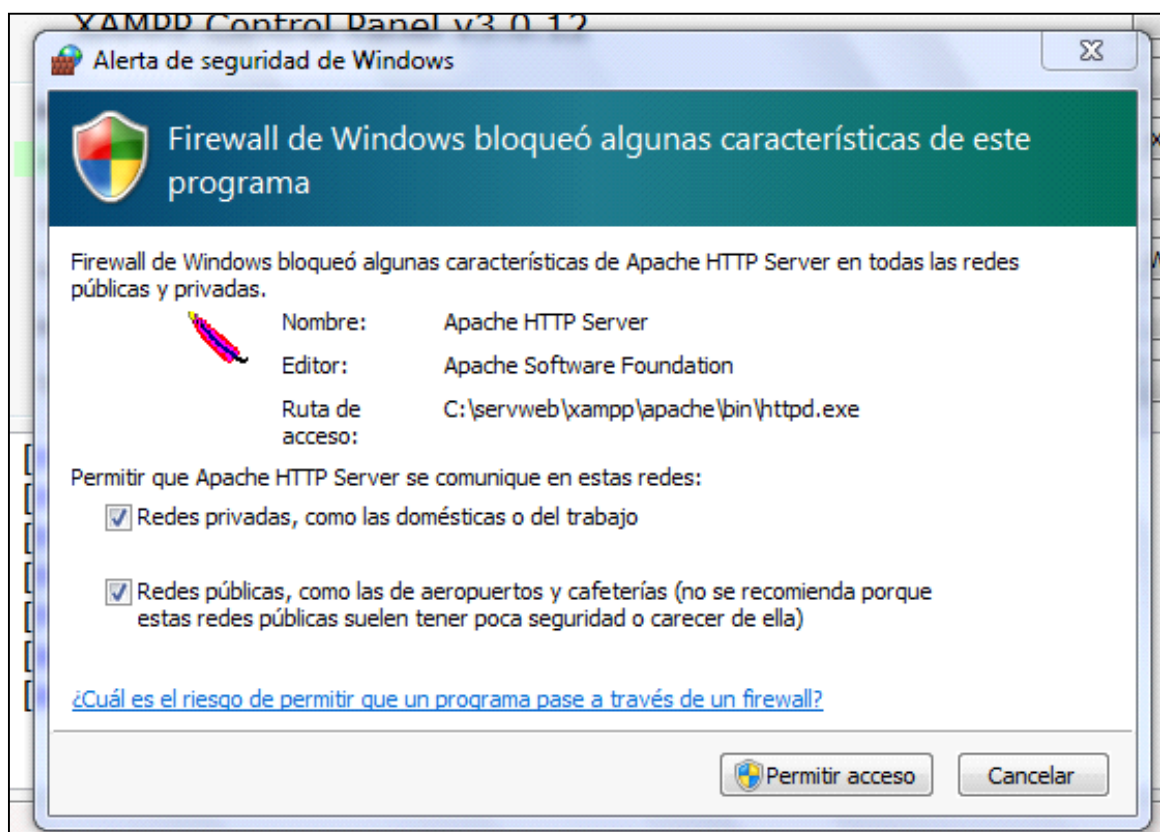 XAMPP Control Panel v3.0.12
Alerta de seguridad de Windows
Firewall de Windows bloqueó algunas características de este
programa
Firewall de Windows bloqueó algunas características de Apache HTTP Server en todas las redes
públicas y privadas.
Nombre: Apache HTTP Server
Editor: Apache Software Foundation
Ruta de acceso: C:\servweb\xampp\apache\bin\httpd.exe
Permitir que Apache HTTP Server se comunique en estas redes:
Redes privadas, como las domésticas o del trabajo
Redes públicas, como las de aeropuertos y cafeterías (no se recomienda porque
estas redes públicas suelen tener poca seguridad o carecer de ella)
¿Cuál es el riesgo de permitir que un programa pase a través de un firewall?
Permitir acceso Cancelar